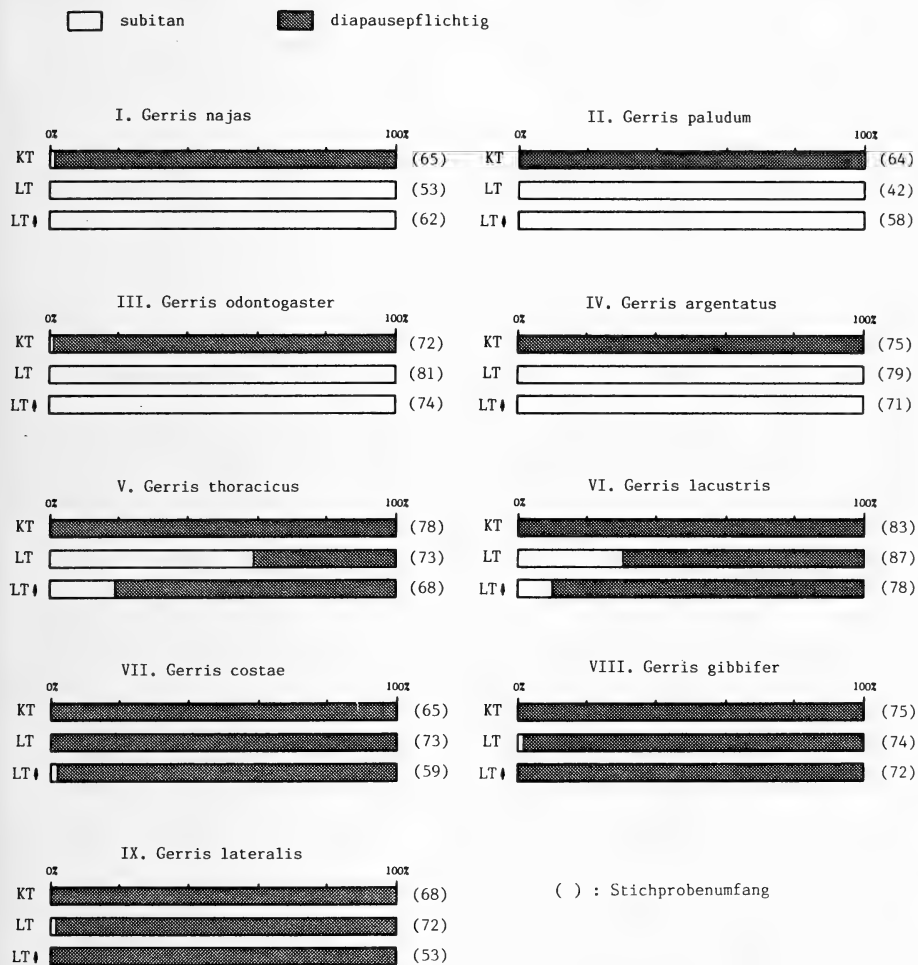 subitan diapausepflichtig
I. Gerris najas
0% 100%
KT (65)
LT (53)
LT⧫ (62)
II. Gerris paludum
0% 100%
KT (64)
LT (42)
LT⧫ (58)
III. Gerris odontogaster
0% 100%
KT (72)
LT (81)
LT⧫ (74)
IV. Gerris argentatus
0% 100%
KT (75)
LT (79)
LT⧫ (71)
V. Gerris thoracicus
0% 100%
KT (78)
LT (73)
LT⧫ (68)
VI. Gerris lacustris
0% 100%
KT (83)
LT (87)
LT⧫ (78)
VII. Gerris costae
0% 100%
KT (65)
LT (73)
LT⧫ (59)
VIII. Gerris gibbifer
0% 100%
KT (75)
LT (74)
LT⧫ (72)
IX. Gerris lateralis
0% 100%
KT (68)
LT (72)
LT⧫ (53)
( ) : Stichprobenumfang